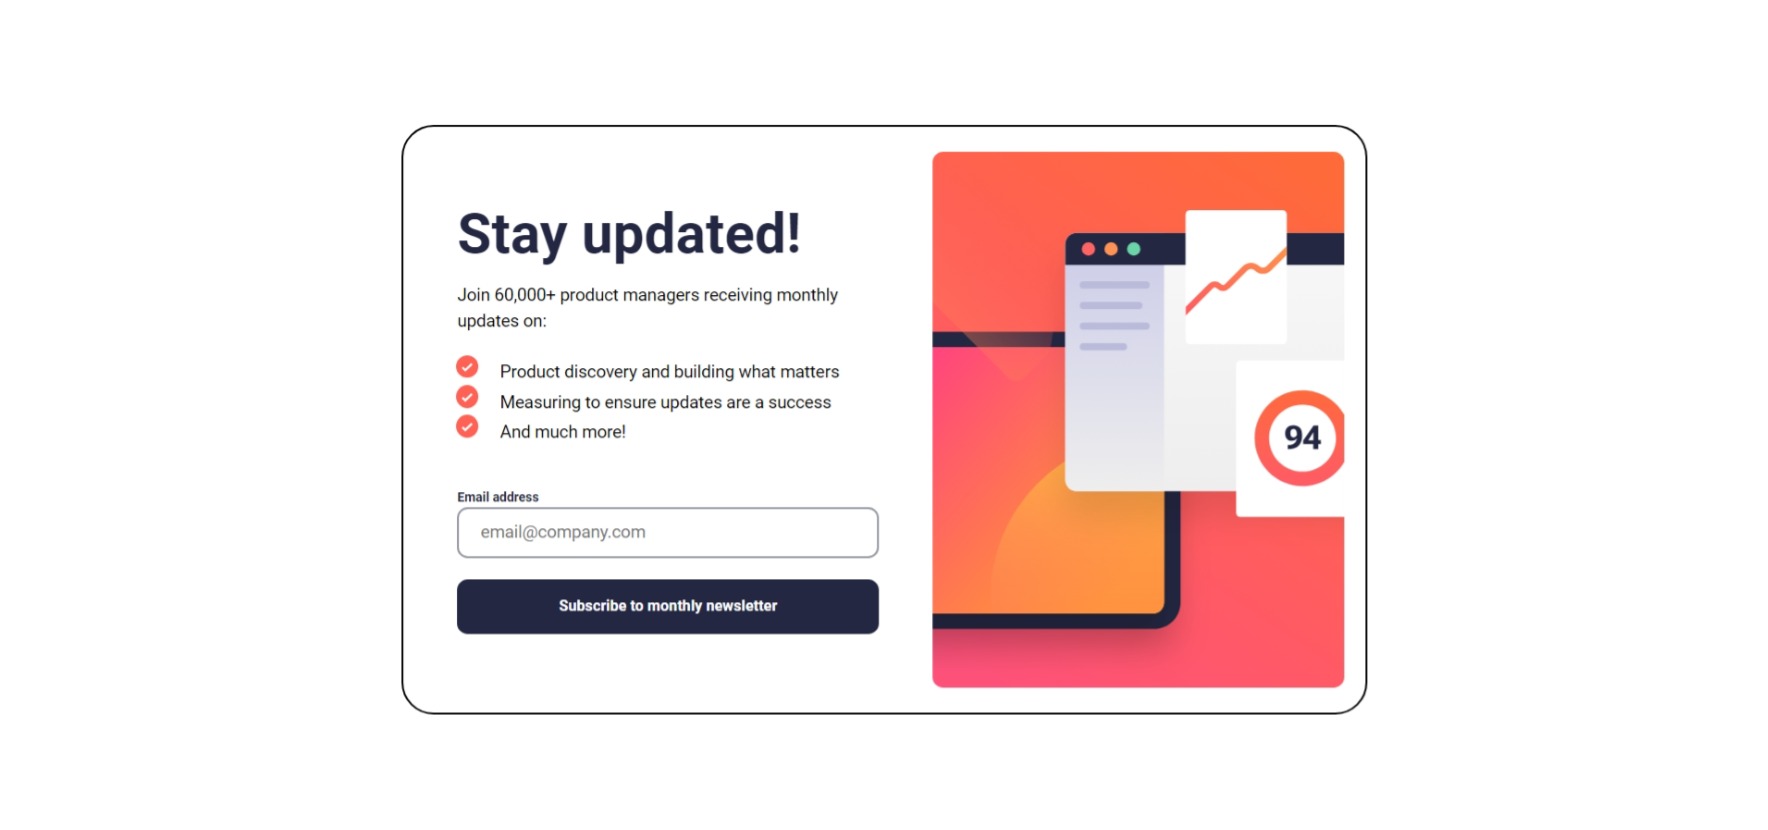 Stay updated!
Join 60,000+ product managers receiving monthly
updates on:
Product discovery and building what matters
Measuring to ensure updates are a success
And much more!
Email address
email@company.com
Subscribe to monthly newsletter
94